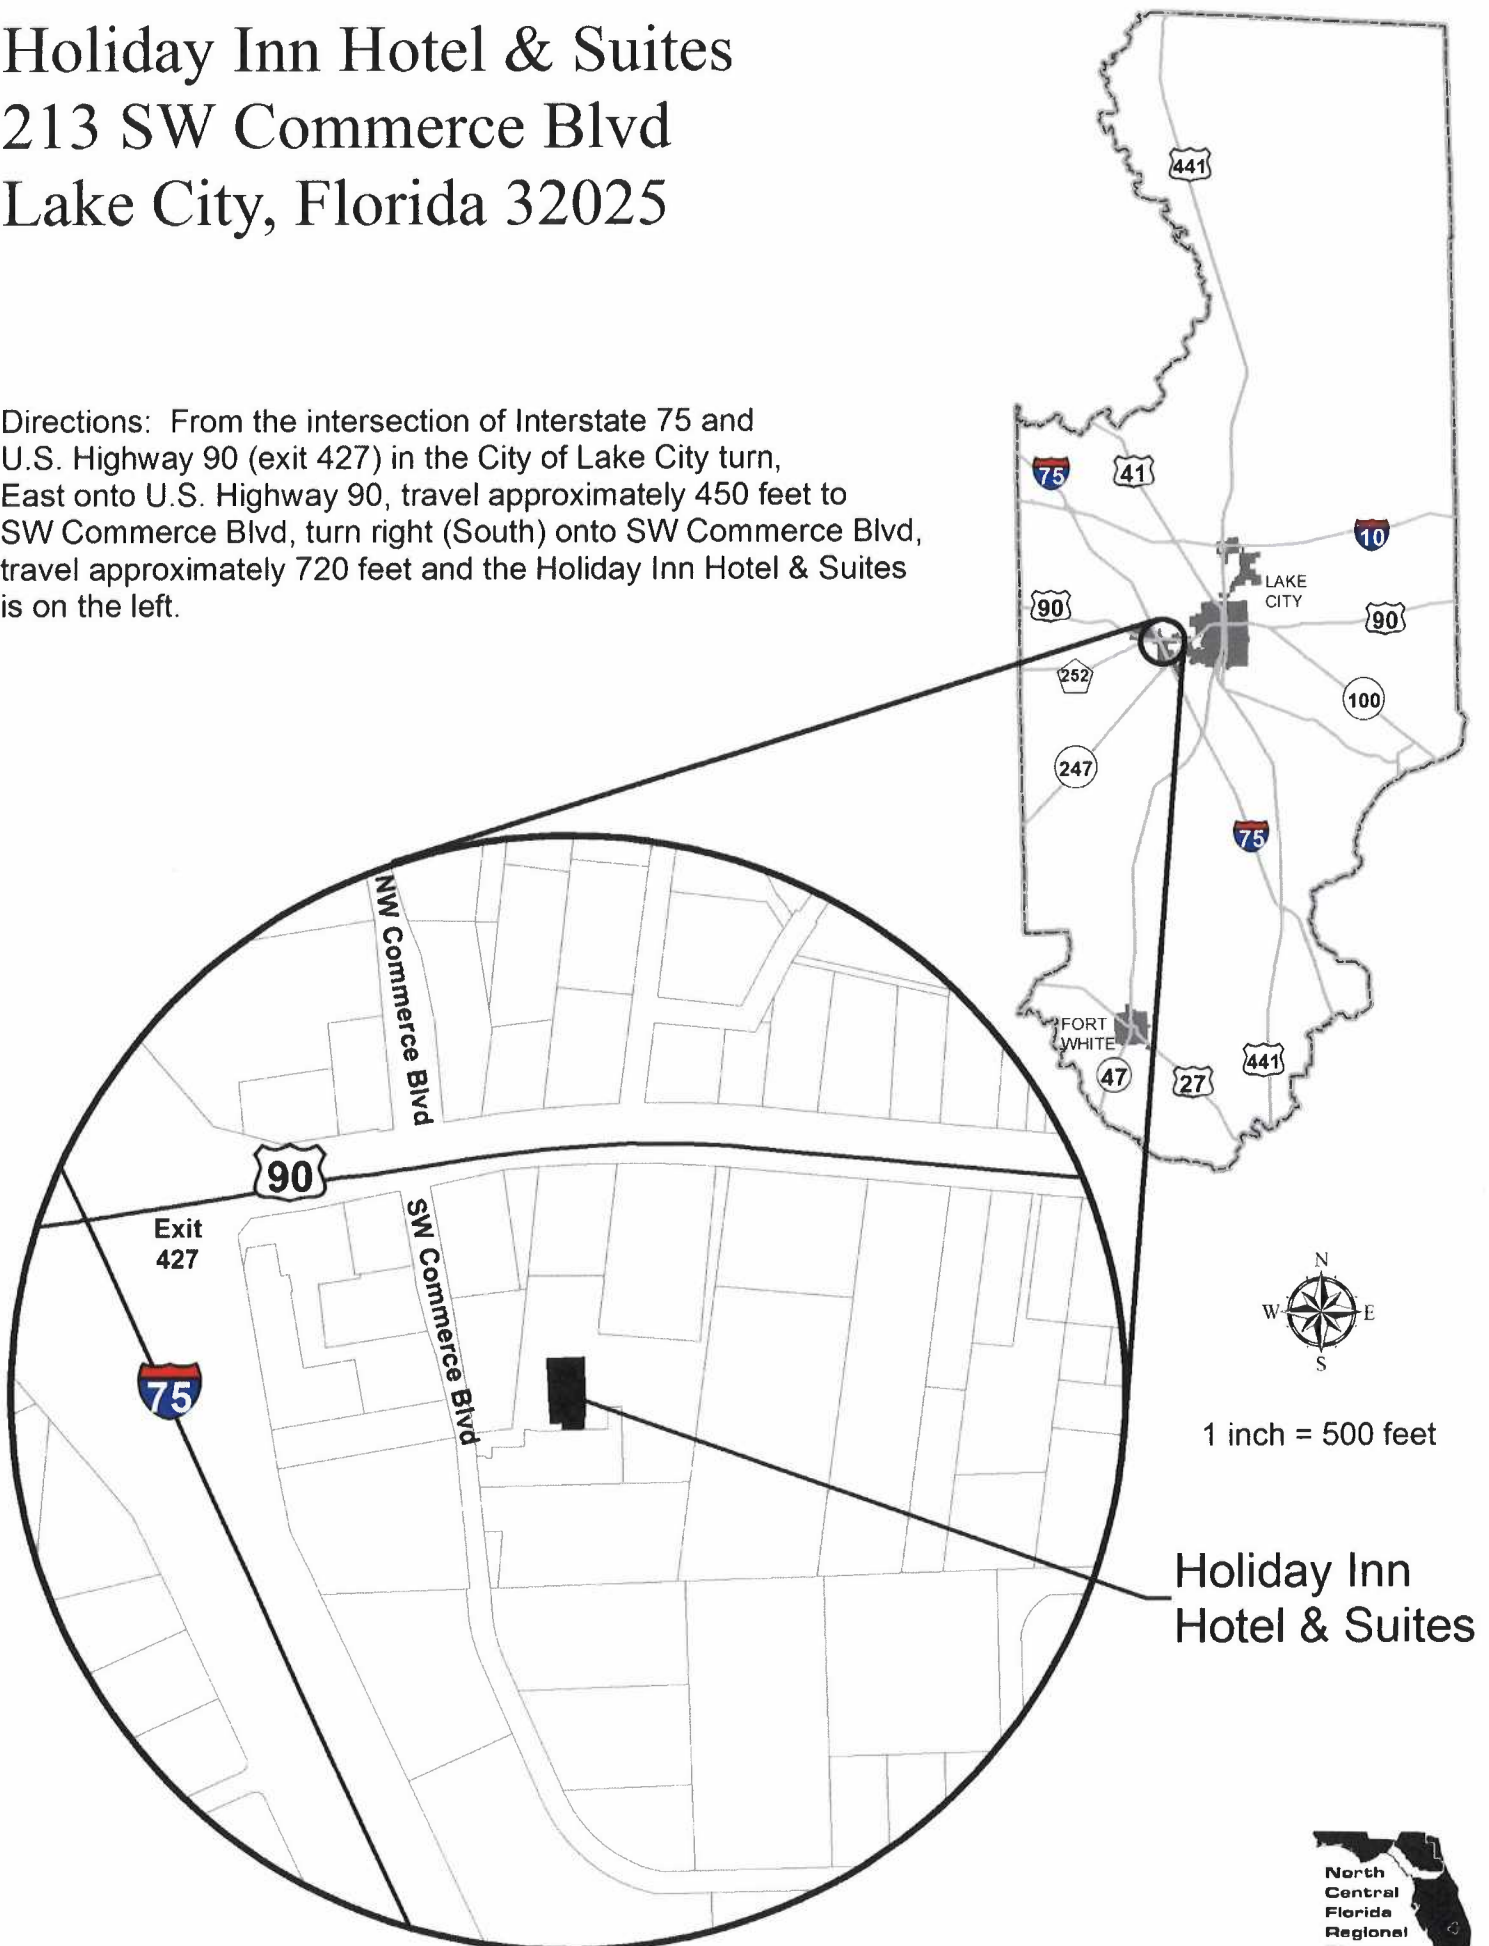 Holiday Inn Hotel & Suites
213 SW Commerce Blvd
Lake City, Florida 32025
Directions: From the intersection of Interstate 75 and
U.S. Highway 90 (exit 427) in the City of Lake City turn,
East onto U.S. Highway 90, travel approximately 450 feet to
SW Commerce Blvd, turn right (South) onto SW Commerce Blvd,
travel approximately 720 feet and the Holiday Inn Hotel & Suites
is on the left.
441
75
41
10
LAKE
CITY
90
90
252
100
247
75
FORT
WHITE
47
27
441
NW Commerce Blvd
90
Exit
427
SW Commerce Blvd
75
N
W
E
S
1 inch = 500 feet
Holiday Inn
Hotel & Suites
North
Central
Florida
Regional